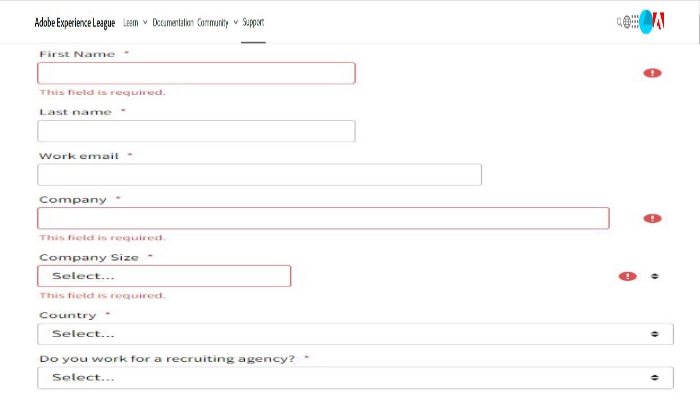 Adobe Experience League Learn Documentation Community Support
First Name *
This field is required.
Last name *
Work email *
Company *
This field is required.
Company Size *
Select...
This field is required.
Country *
Select...
Do you work for a recruiting agency? *
Select...